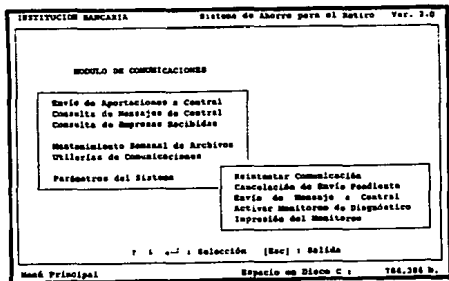 INSTITUCION BANCARIA Sistema de Ahorro para el Retiro Ver. 2.0
MODULO DE COMUNICACIONES
Envío de Aportaciones a Central
Consulta de Mensajes de Central
Consulta de Empresas Recibidas
Mantenimiento Semanal de Archivos
Utilerías de Comunicaciones
Parámetros del Sistema
Reintentar Comunicación
Cancelación de Envío Pendiente
Envío de Mensaje a Central
Activar Monitoreo de Diagnóstico
Impresión del Monitoreo
: Selección [Esc] : Salida
Menú Principal Espacio en Disco C : b.